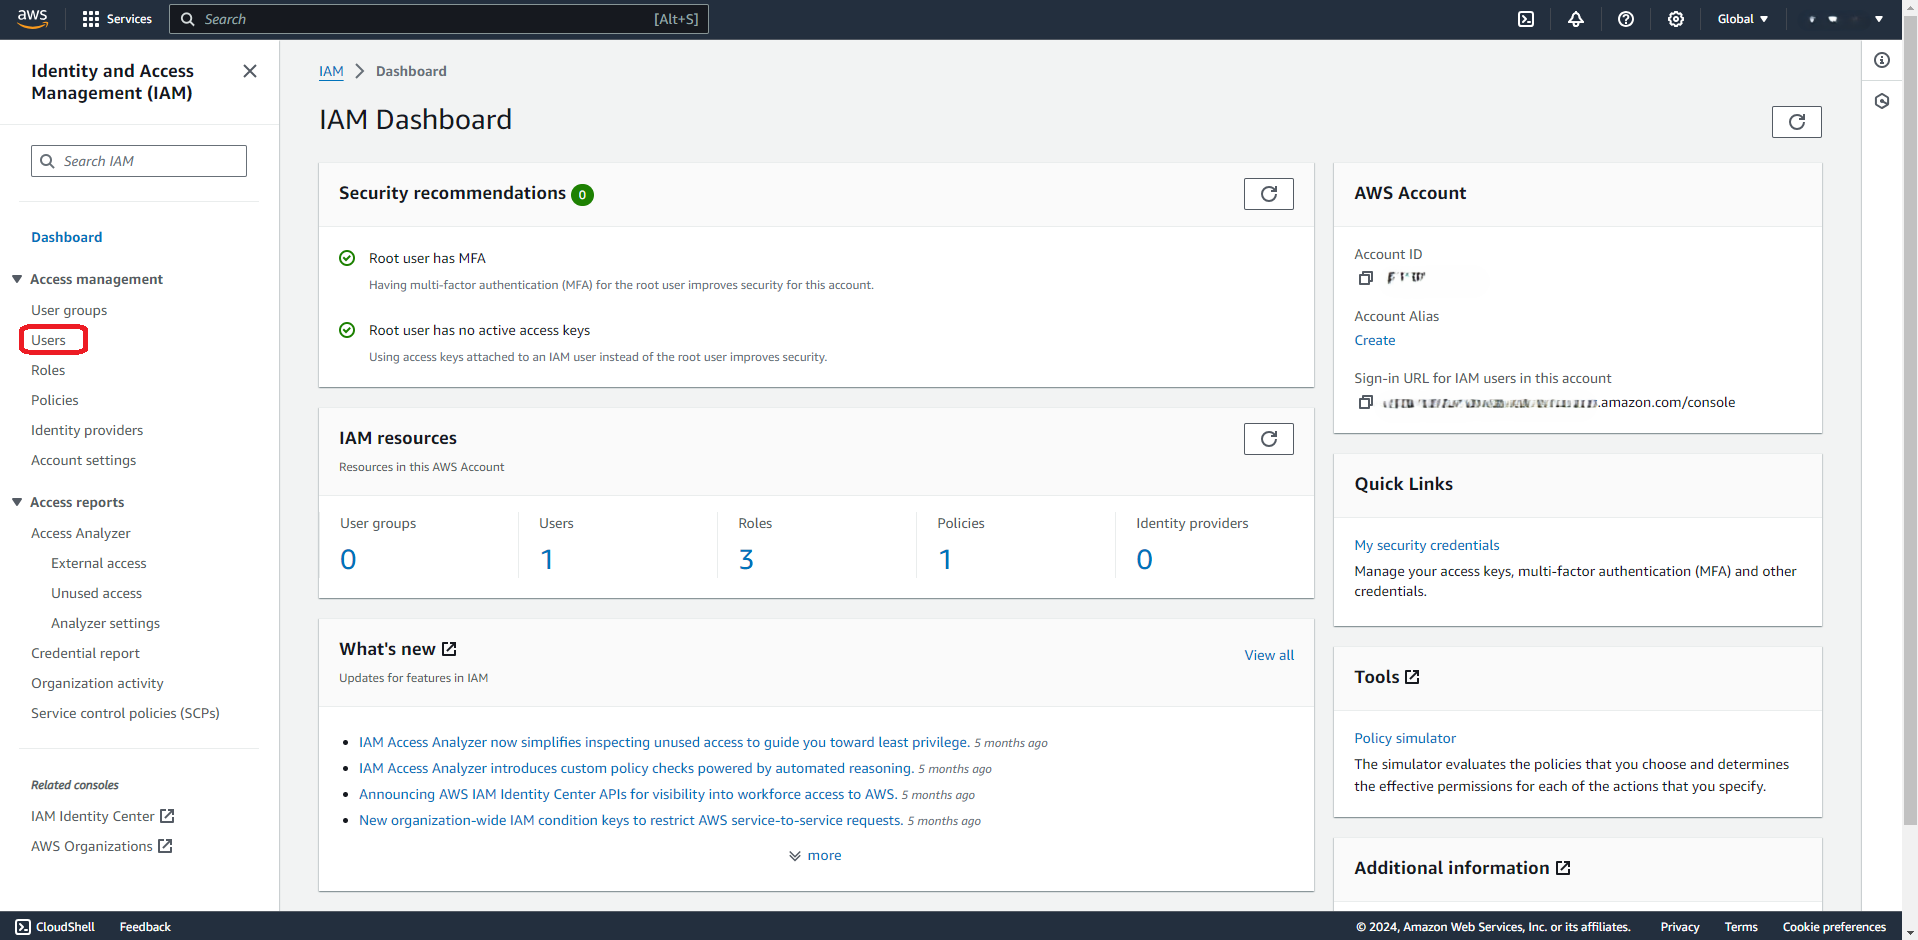 aws
Services
Search
[Alt+S]
Global
Identity and Access
Management (IAM)
Search IAM
Dashboard
Access management
User groups
Users
Roles
Policies
Identity providers
Account settings
Access reports
Access Analyzer
External access
Unused access
Analyzer settings
Credential report
Organization activity
Service control policies (SCPs)
Related consoles
IAM Identity Center
AWS Organizations
IAM > Dashboard
IAM Dashboard
Security recommendations 0
Root user has MFA
Having multi-factor authentication (MFA) for the root user improves security for this account.
Root user has no active access keys
Using access keys attached to an IAM user instead of the root user improves security.
IAM resources
Resources in this AWS Account
User groups
0
Users
1
Roles
3
Policies
1
Identity providers
0
What's new
View all
Updates for features in IAM
IAM Access Analyzer now simplifies inspecting unused access to guide you toward least privilege. 5 months ago
IAM Access Analyzer introduces custom policy checks powered by automated reasoning. 5 months ago
Announcing AWS IAM Identity Center APIs for visibility into workforce access to AWS. 5 months ago
New organization-wide IAM condition keys to restrict AWS service-to-service requests. 5 months ago
more
AWS Account
Account ID
Account Alias
Create
Sign-in URL for IAM users in this account
.amazon.com/console
Quick Links
My security credentials
Manage your access keys, multi-factor authentication (MFA) and other
credentials.
Tools
Policy simulator
The simulator evaluates the policies that you choose and determines
the effective permissions for each of the actions that you specify.
Additional information
CloudShell
Feedback
© 2024, Amazon Web Services, Inc. or its affiliates.
Privacy
Terms
Cookie preferences